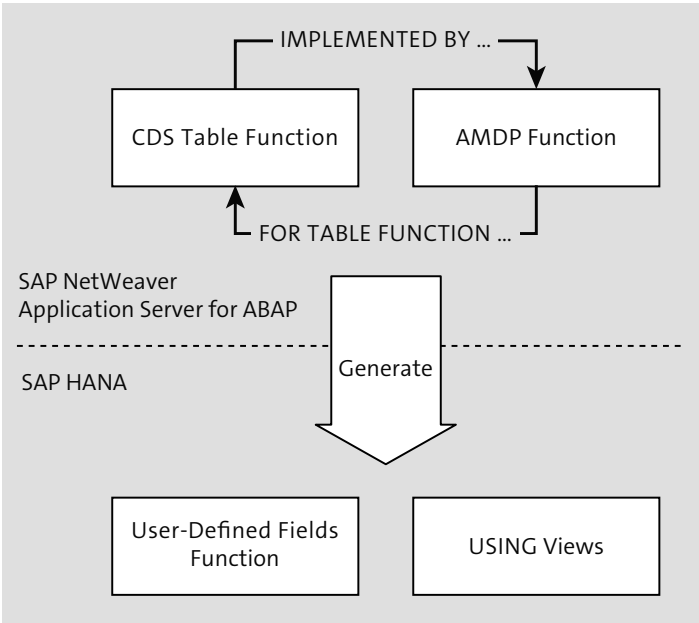 IMPLEMENTED BY ...
CDS Table Function
AMDP Function
FOR TABLE FUNCTION ...
SAP NetWeaver
Application Server for ABAP
Generate
SAP HANA
User-Defined Fields
Function
USING Views